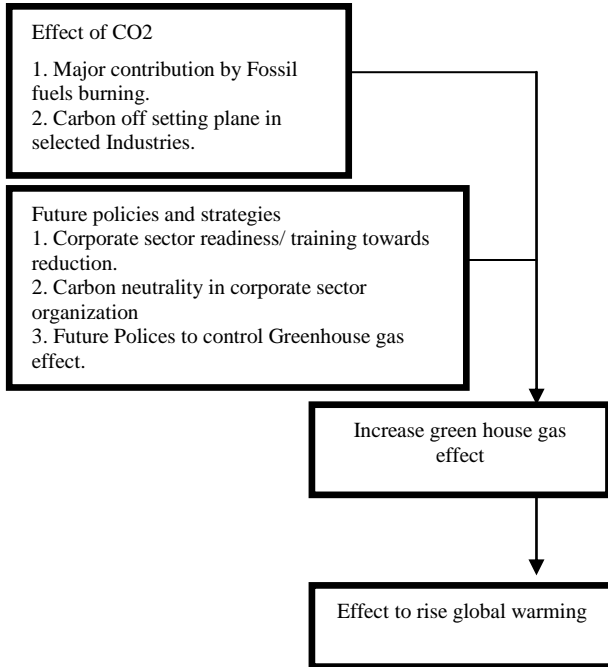 Effect of CO2
1. Major contribution by Fossil
fuels burning.
2. Carbon off setting plane in
selected Industries.
Future policies and strategies
1. Corporate sector readiness/ training towards
reduction.
2. Carbon neutrality in corporate sector
organization
3. Future Polices to control Greenhouse gas
effect.
Increase green house gas
effect
Effect to rise global warming